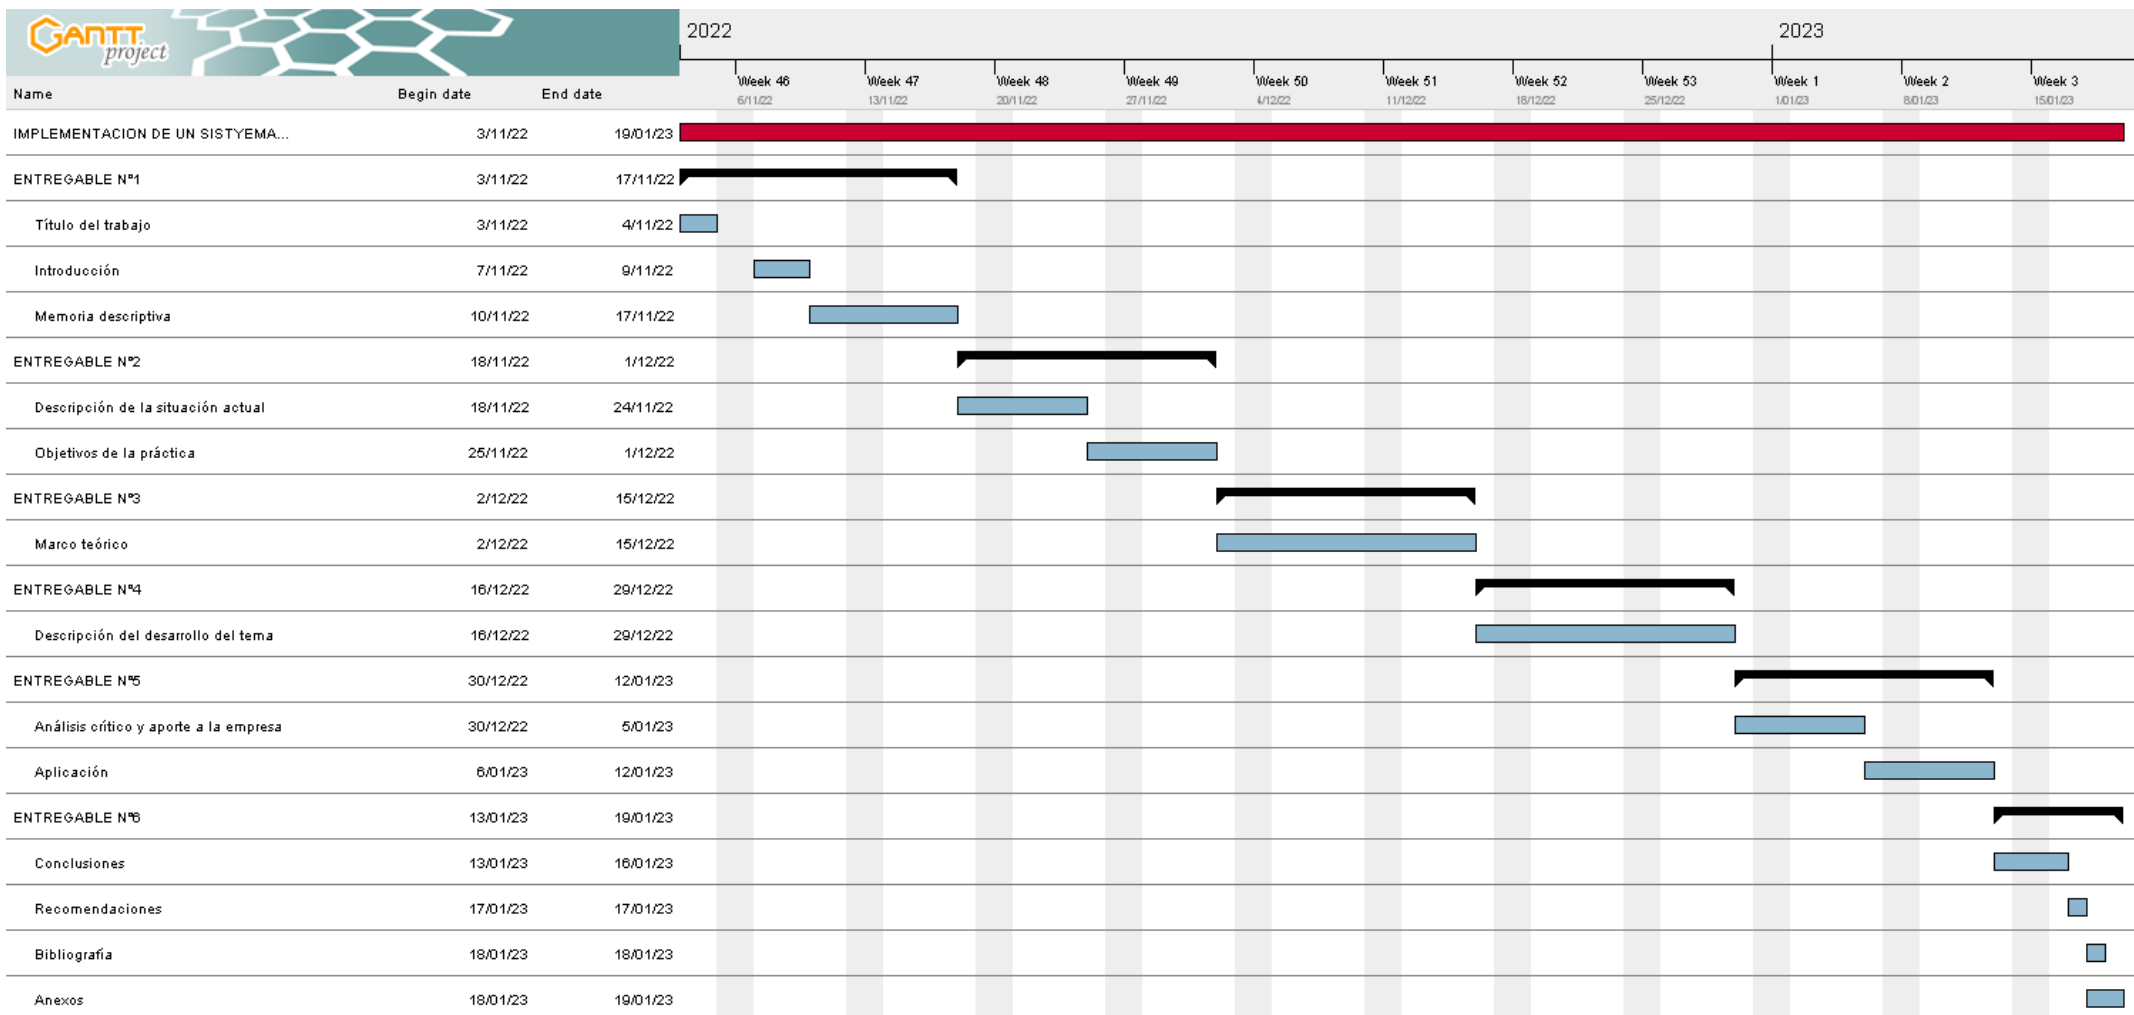 GANTT project
2022 2023
Week 46 Week 47 Week 48 Week 49 Week 50 Week 51 Week 52 Week 53 Week 1 Week 2 Week 3
Name Begin date End date 6/11/22 13/11/22 20/11/22 27/11/22 4/12/22 11/12/22 18/12/22 25/12/22 1/01/23 8/01/23 15/01/23
IMPLEMENTACION DE UN SISTYEMA... 3/11/22 19/01/23
ENTREGABLE Nº1 3/11/22 17/11/22
Título del trabajo 3/11/22 4/11/22
Introducción 7/11/22 9/11/22
Memoria descriptiva 10/11/22 17/11/22
ENTREGABLE Nº2 18/11/22 1/12/22
Descripción de la situación actual 18/11/22 24/11/22
Objetivos de la práctica 25/11/22 1/12/22
ENTREGABLE Nº3 2/12/22 15/12/22
Marco teórico 2/12/22 15/12/22
ENTREGABLE Nº4 16/12/22 29/12/22
Descripción del desarrollo del tema 16/12/22 29/12/22
ENTREGABLE Nº5 30/12/22 12/01/23
Análisis crítico y aporte a la empresa 30/12/22 5/01/23
Aplicación 6/01/23 12/01/23
ENTREGABLE Nº6 13/01/23 19/01/23
Conclusiones 13/01/23 16/01/23
Recomendaciones 17/01/23 17/01/23
Bibliografía 18/01/23 18/01/23
Anexos 18/01/23 19/01/23